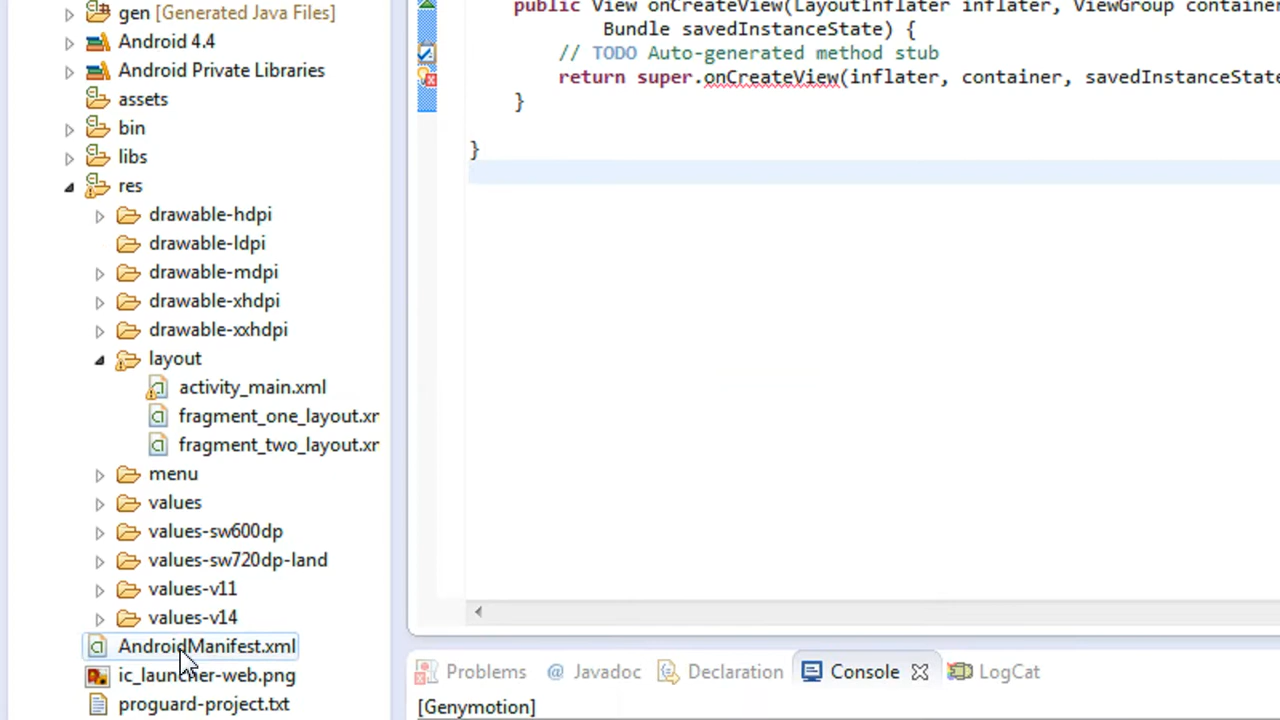 gen [Generated Java Files]
Android 4.4
Android Private Libraries
assets
bin
libs
res
drawable-hdpi
drawable-ldpi
drawable-mdpi
drawable-xhdpi
drawable-xxhdpi
layout
activity_main.xml
fragment_one_layout.xr
fragment_two_layout.xr
menu
values
values-sw600dp
values-sw720dp-land
values-v11
values-v14
AndroidManifest.xml
ic_launcher-web.png
proguard-project.txt
public View onCreateView(LayoutInflater inflater, ViewGroup container
Bundle savedInstanceState) {
// TODO Auto-generated method stub
return super.onCreateView(inflater, container, savedInstanceState
}
}
Problems @ Javadoc Declaration Console LogCat
[Genymotion]